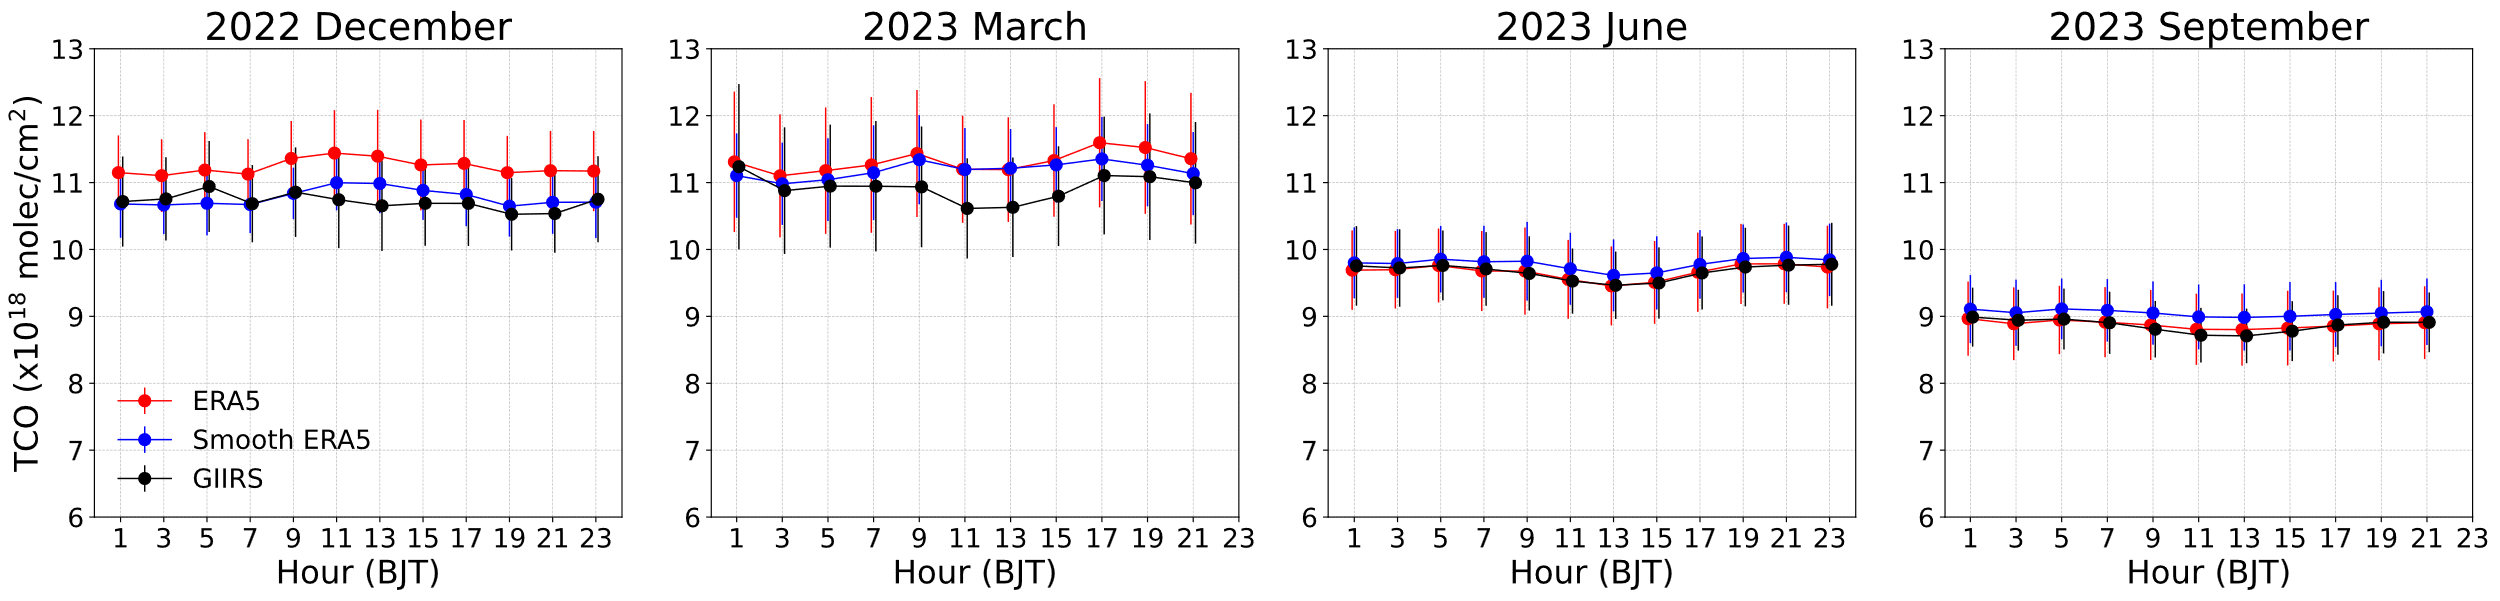 2022 December
2023 March
2023 June
2023 September
TCO (x10¹⁸ molec/cm²)
13
12
11
10
9
8
7
6
ERA5
Smooth ERA5
GIIRS
1 3 5 7 9 11 13 15 17 19 21 23
Hour (BJT)
13
12
11
10
9
8
7
6
1 3 5 7 9 11 13 15 17 19 21 23
Hour (BJT)
13
12
11
10
9
8
7
6
1 3 5 7 9 11 13 15 17 19 21 23
Hour (BJT)
13
12
11
10
9
8
7
6
1 3 5 7 9 11 13 15 17 19 21 23
Hour (BJT)